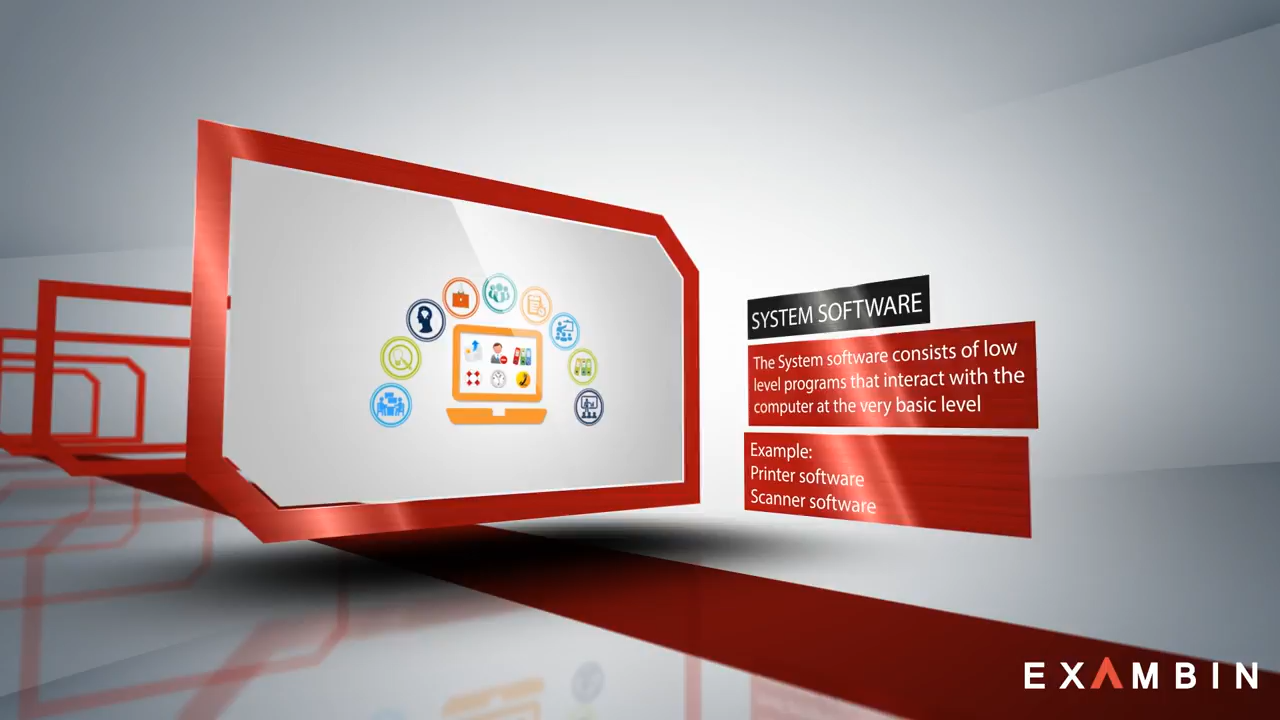 SYSTEM SOFTWARE
The System software consists of low
level programs that interact with the
computer at the very basic level
Example:
Printer software
Scanner software
EXAMBIN